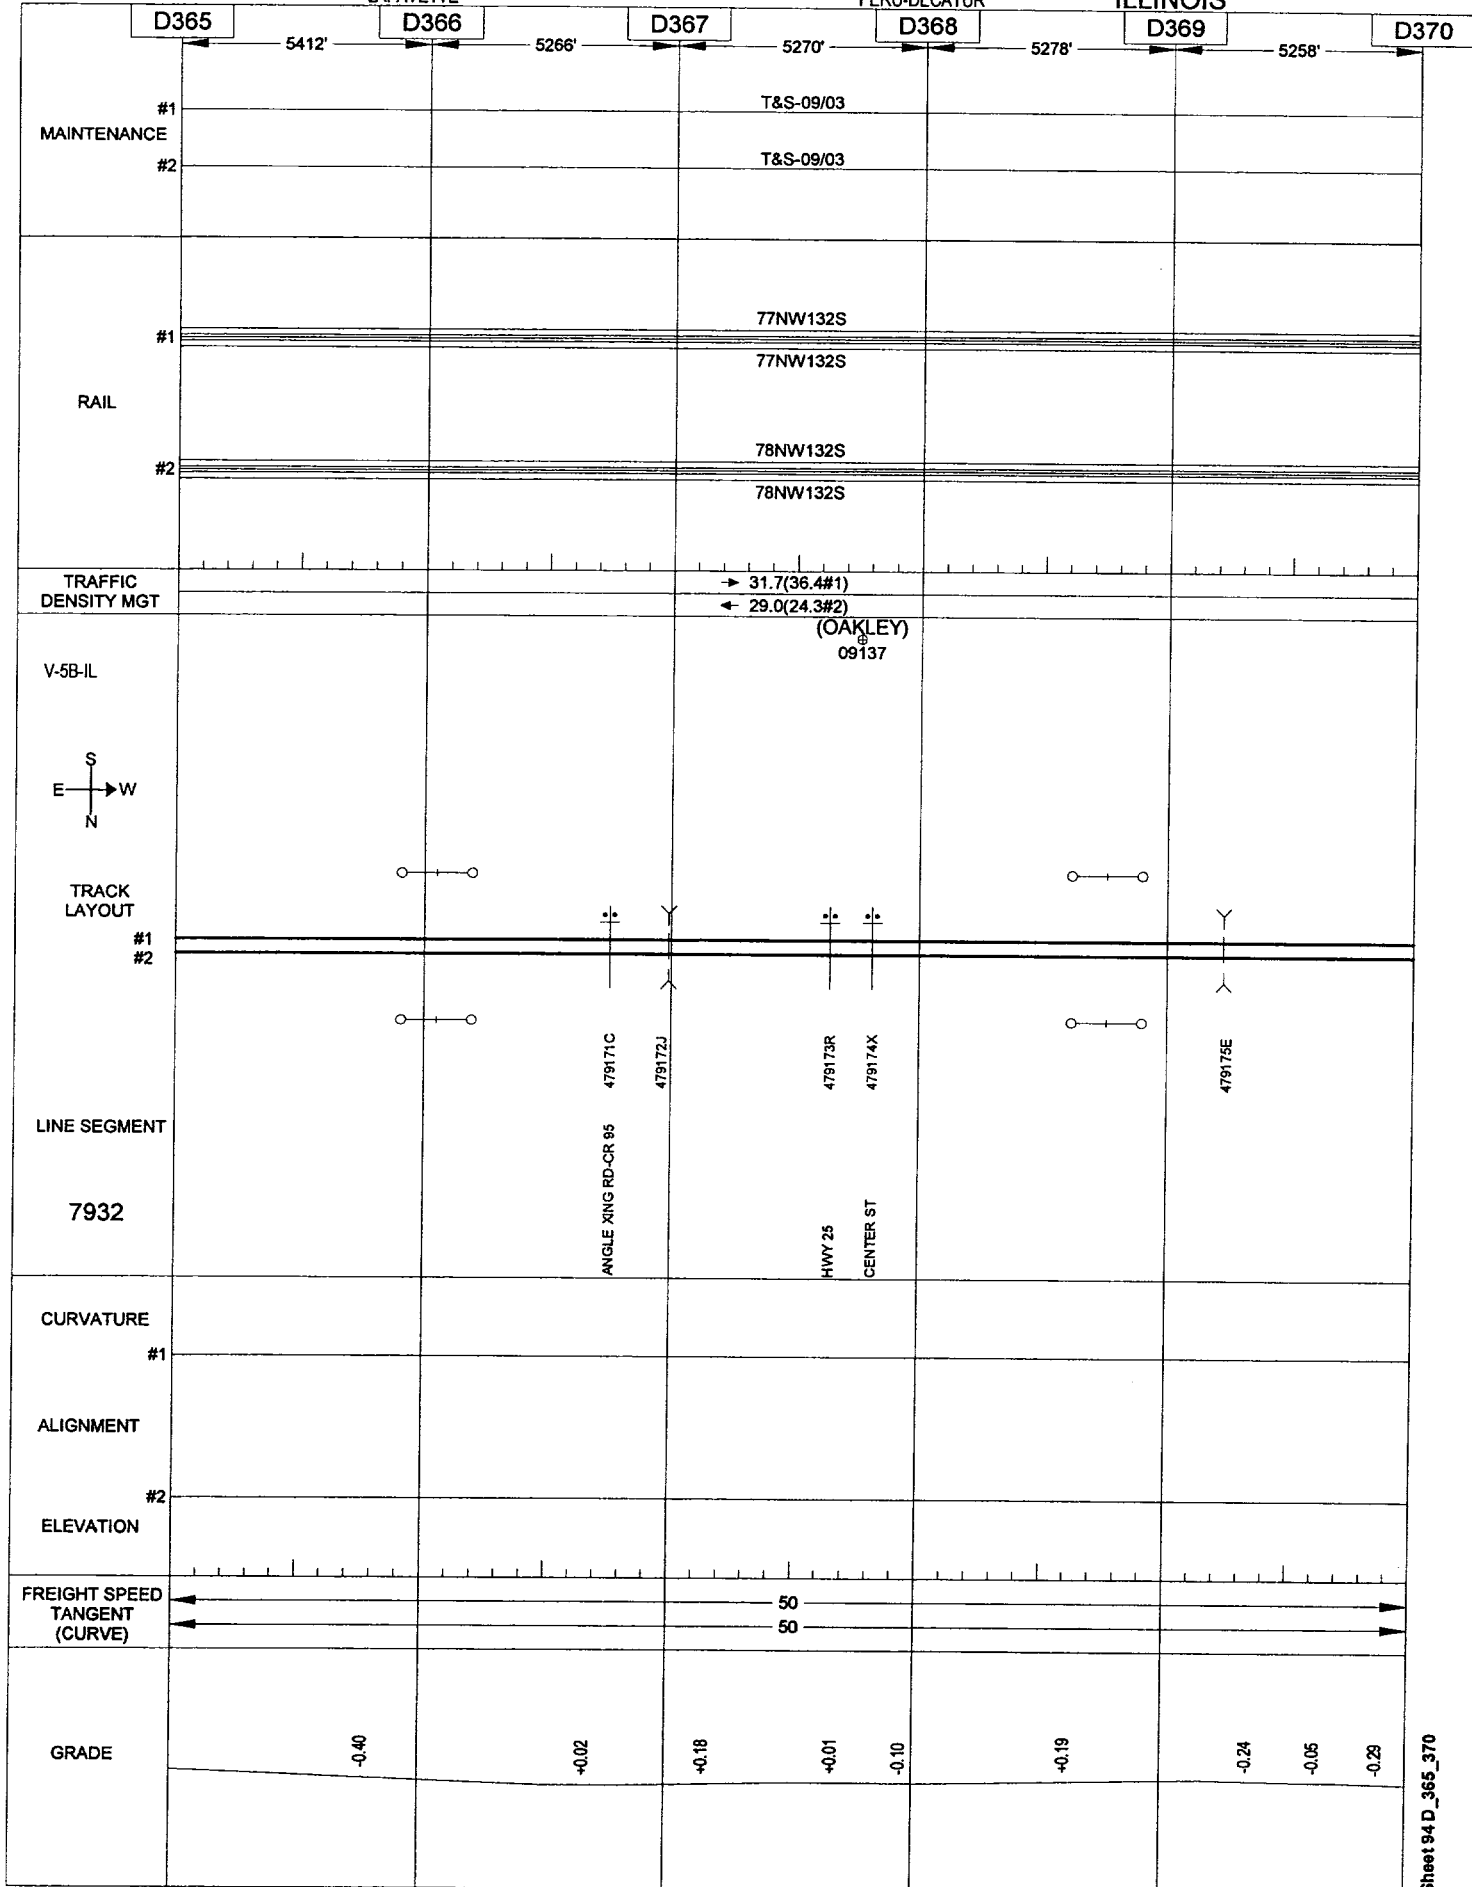 PERU-DECATUR
ILLINOIS
D365 D366 D367 D368 D369 D370
5412' 5266' 5270' 5278' 5258'
#1 T&S-09/03
MAINTENANCE
#2 T&S-09/03
77NW132S
#1
77NW132S
RAIL
78NW132S
#2
78NW132S
TRAFFIC
DENSITY MGT
→ 31.7(36.4#1)
← 29.0(24.3#2)
(OAKLEY)
09137
V-5B-IL
S
E W
N
TRACK
LAYOUT
#1
#2
479171C
479172J
479173R
479174X
479175E
LINE SEGMENT
7932
ANGLE XING RD-CR 95
HWY 25
CENTER ST
CURVATURE
#1
ALIGNMENT
#2
ELEVATION
FREIGHT SPEED
TANGENT
(CURVE)
50
50
GRADE
-0.40 +0.02 +0.18 +0.01 -0.10 +0.19 -0.24 -0.05 -0.29
Sheet 94 D_365_370